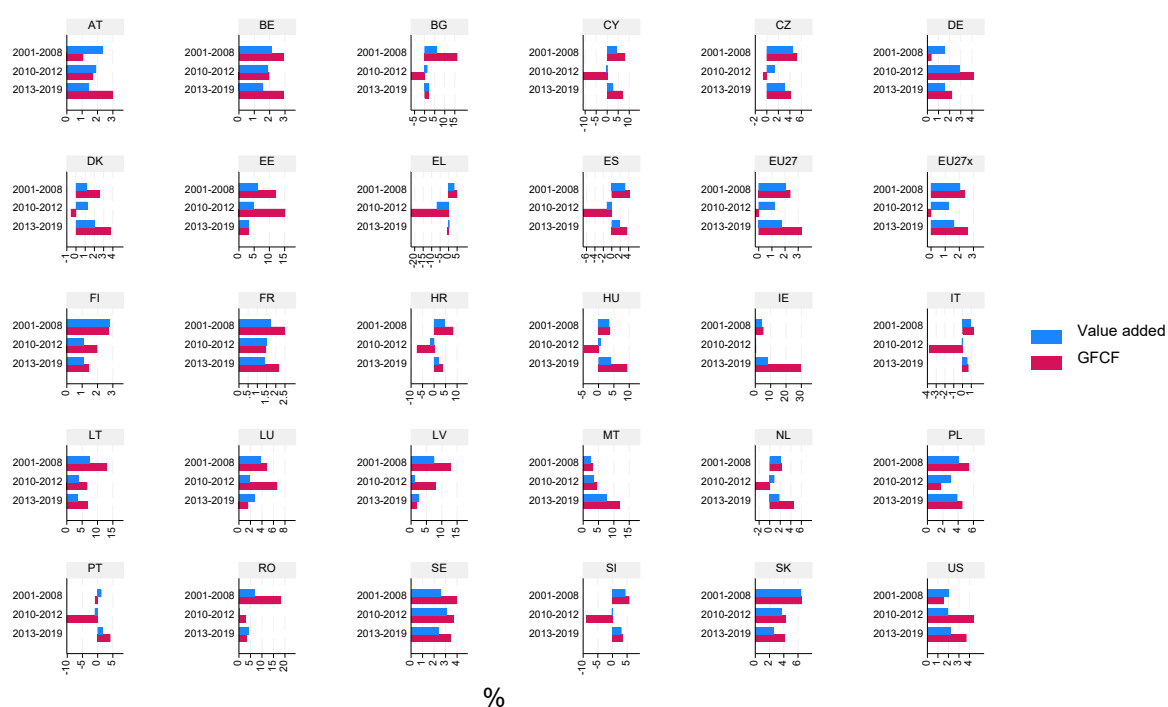 AT BE BG CY CZ DE
2001-2008 2001-2008 2001-2008 2001-2008 2001-2008 2001-2008
2010-2012 2010-2012 2010-2012 2010-2012 2010-2012 2010-2012
2013-2019 2013-2019 2013-2019 2013-2019 2013-2019 2013-2019
0 1 2 3 0 1 2 3 -5 0 5 10 15 -10 -5 0 5 10 -2 0 2 4 6 0 1 2 3 4
DK EE EL ES EU27 EU27x
2001-2008 2001-2008 2001-2008 2001-2008 2001-2008 2001-2008
2010-2012 2010-2012 2010-2012 2010-2012 2010-2012 2010-2012
2013-2019 2013-2019 2013-2019 2013-2019 2013-2019 2013-2019
-1 0 1 2 3 4 0 5 10 15 -20 -15 -10 -5 0 5 -6 -4 -2 0 2 4 0 1 2 3 0 1 2 3
FI FR HR HU IE IT
2001-2008 2001-2008 2001-2008 2001-2008 2001-2008 2001-2008
2010-2012 2010-2012 2010-2012 2010-2012 2010-2012 2010-2012
2013-2019 2013-2019 2013-2019 2013-2019 2013-2019 2013-2019
0 1 2 3 0 .5 1 1.5 2 2.5 -10 -5 0 5 10 -5 0 5 10 0 10 20 30 -4 -3 -2 -1 0 1
Value added
GFCF
LT LU LV MT NL PL
2001-2008 2001-2008 2001-2008 2001-2008 2001-2008 2001-2008
2010-2012 2010-2012 2010-2012 2010-2012 2010-2012 2010-2012
2013-2019 2013-2019 2013-2019 2013-2019 2013-2019 2013-2019
0 5 10 15 0 2 4 6 8 0 5 10 15 0 5 10 15 -2 0 2 4 6 0 2 4 6
PT RO SE SI SK US
2001-2008 2001-2008 2001-2008 2001-2008 2001-2008 2001-2008
2010-2012 2010-2012 2010-2012 2010-2012 2010-2012 2010-2012
2013-2019 2013-2019 2013-2019 2013-2019 2013-2019 2013-2019
-10 -5 0 5 0 5 10 15 20 0 1 2 3 4 -10 -5 0 5 0 2 4 6 0 1 2 3 4
%